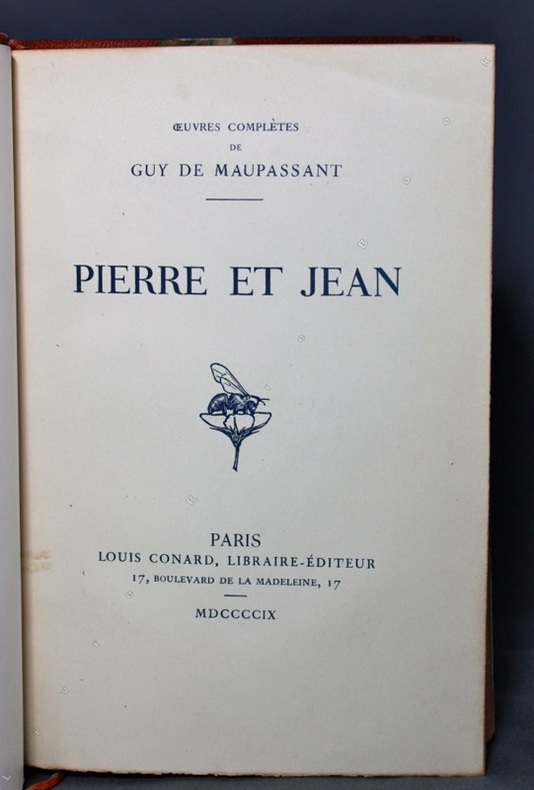 ŒUVRES COMPLÈTES
DE
GUY DE MAUPASSANT
PIERRE ET JEAN
PARIS
LOUIS CONARD, LIBRAIRE-ÉDITEUR
17, BOULEVARD DE LA MADELEINE, 17
MDCCCCIX